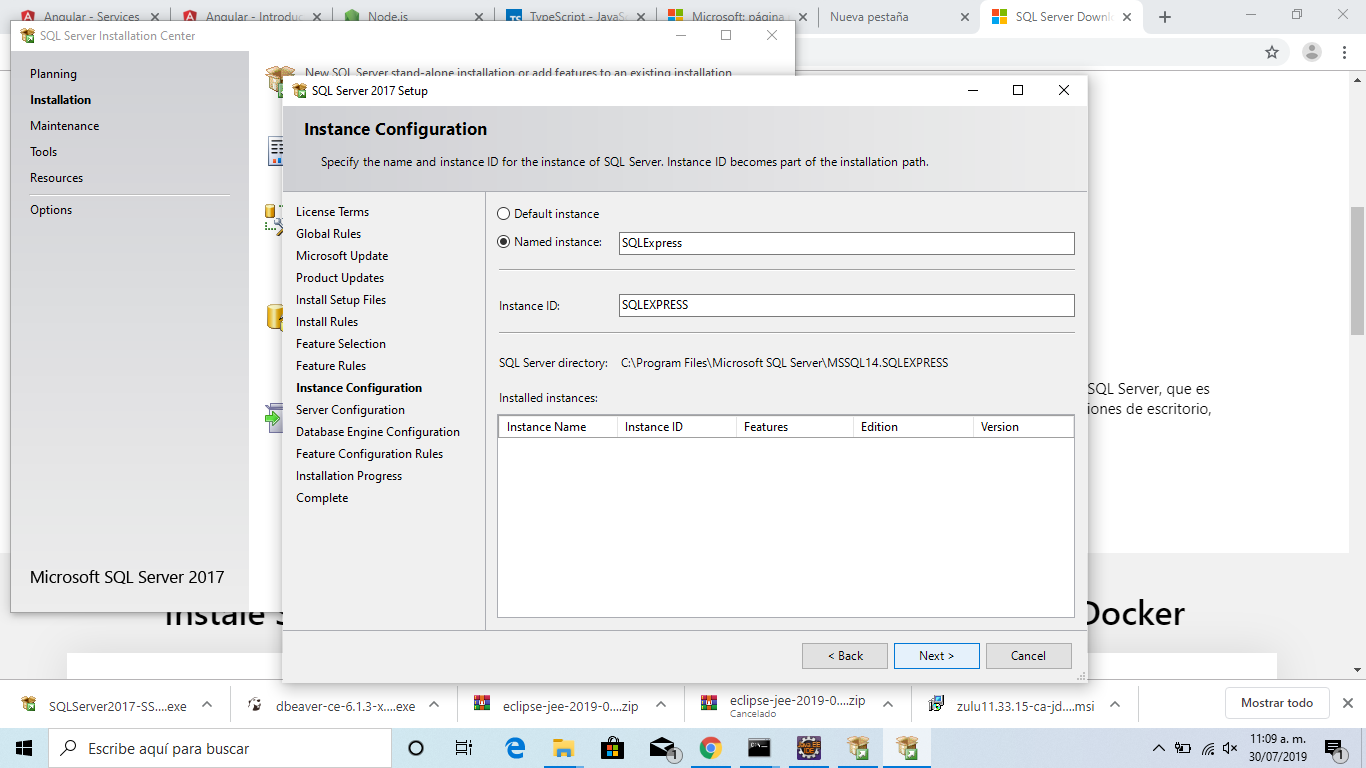 Angular - Services
Angular - Introduc
Node.js
TypeScript - JavaS
Microsoft: página
Nueva pestaña
SQL Server Downl
SQL Server Installation Center
Planning
Installation
Maintenance
Tools
Resources
Options
Microsoft SQL Server 2017
New SQL Server stand-alone installation or add features to an existing installation
SQL Server 2017 Setup
Instance Configuration
Specify the name and instance ID for the instance of SQL Server. Instance ID becomes part of the installation path.
License Terms
Global Rules
Microsoft Update
Product Updates
Install Setup Files
Install Rules
Feature Selection
Feature Rules
Instance Configuration
Server Configuration
Database Engine Configuration
Feature Configuration Rules
Installation Progress
Complete
Default instance
Named instance: SQLExpress
Instance ID: SQLEXPRESS
SQL Server directory: C:\Program Files\Microsoft SQL Server\MSSQL14.SQLEXPRESS
Installed instances:
Instance Name Instance ID Features Edition Version
< Back Next > Cancel
SQL Server, que es
iones de escritorio,
Instale S
Docker
SQLServer2017-SS....exe
dbeaver-ce-6.1.3-x....exe
eclipse-jee-2019-0....zip
eclipse-jee-2019-0....zip
Cancelado
zulu11.33.15-ca-jd....msi
Mostrar todo
Escribe aquí para buscar
1
11:09 a. m.
30/07/2019
1